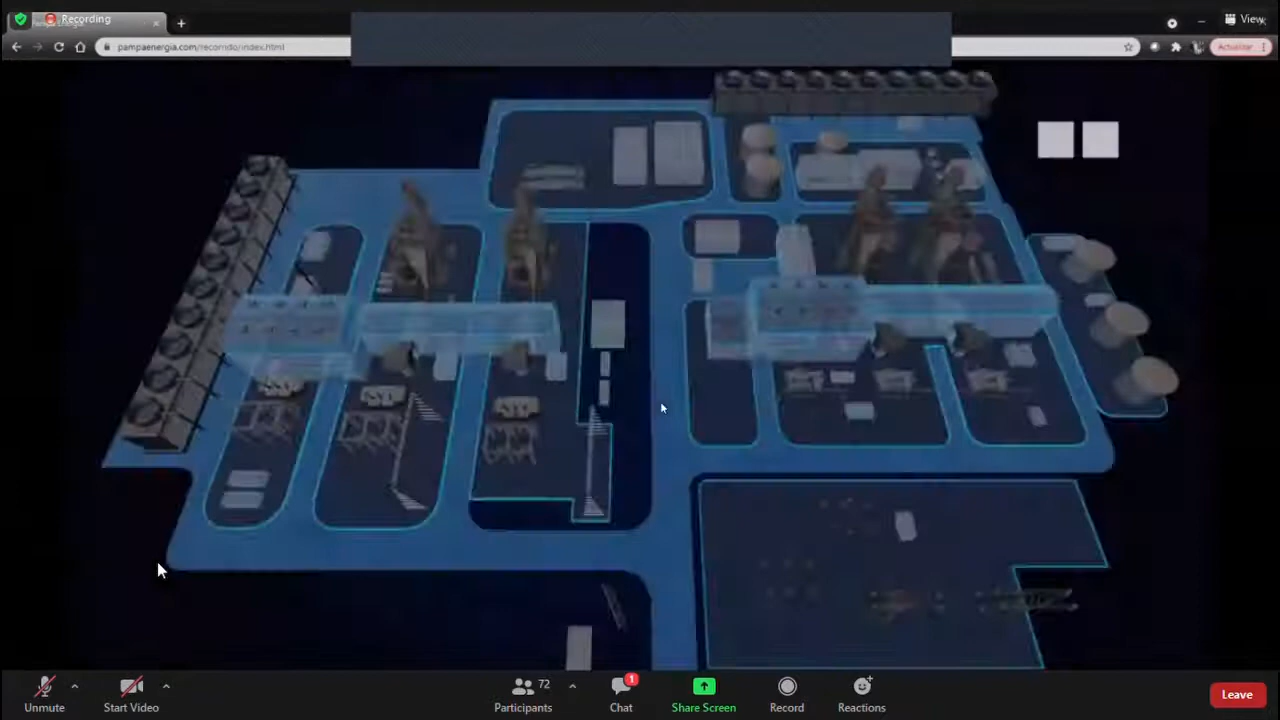 Recording
View
pampaenergia.com/recorrido/index.html
Actualizar
72
1
Unmute
Start Video
Participants
Chat
Share Screen
Record
Reactions
Leave